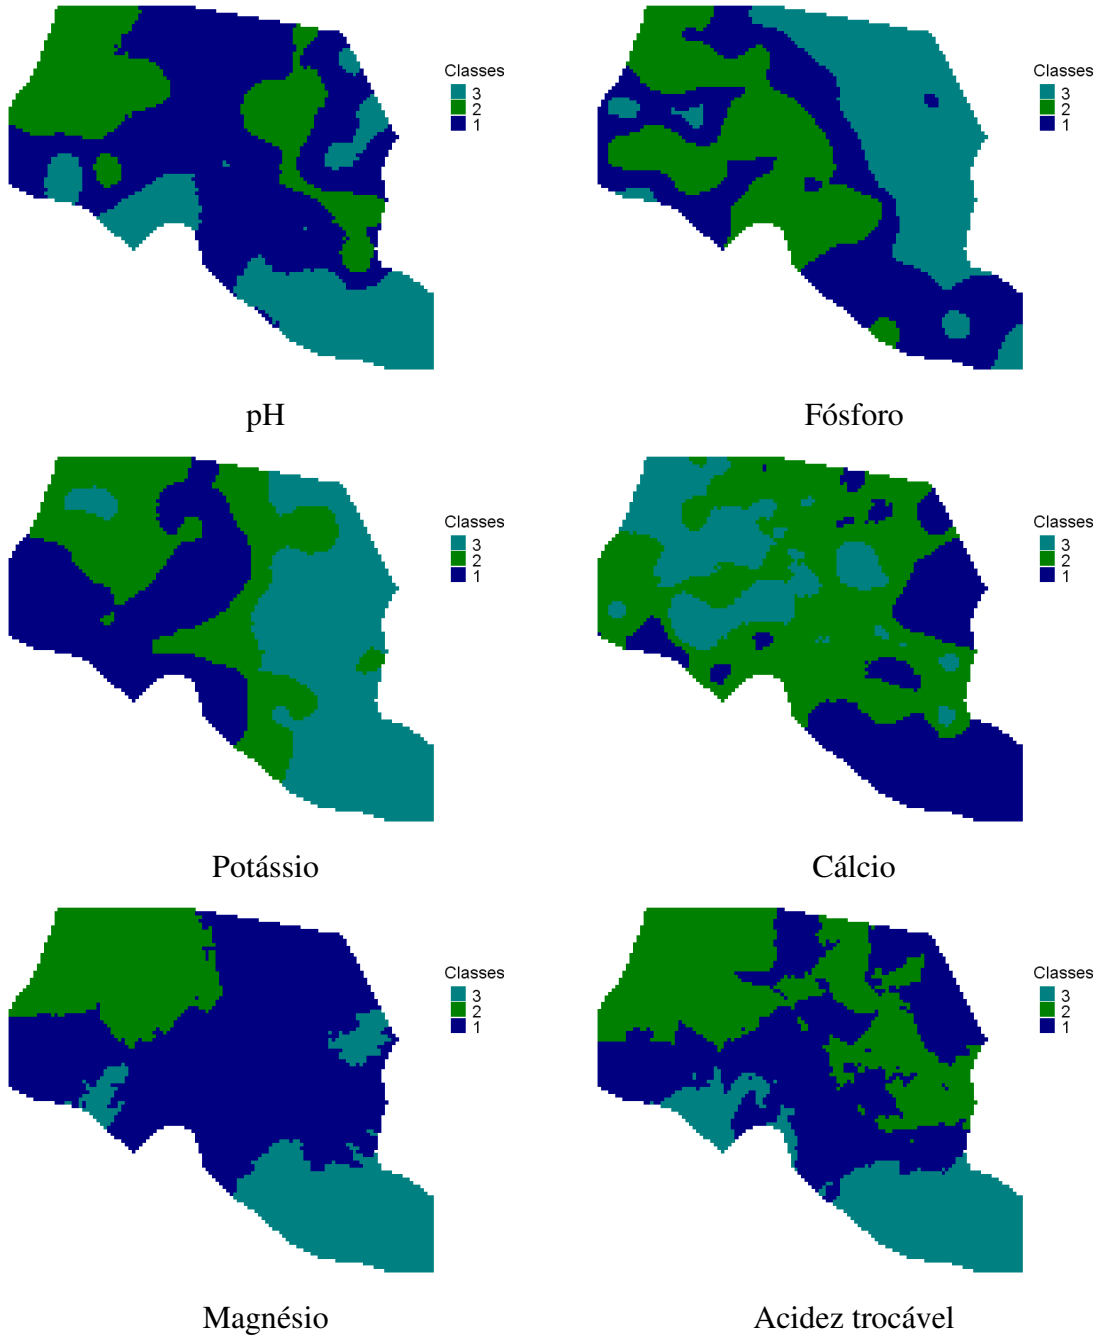 Classes
3
2
1
pH
Classes
3
2
1
Fósforo
Classes
3
2
1
Potássio
Classes
3
2
1
Cálcio
Classes
3
2
1
Magnésio
Classes
3
2
1
Acidez trocável